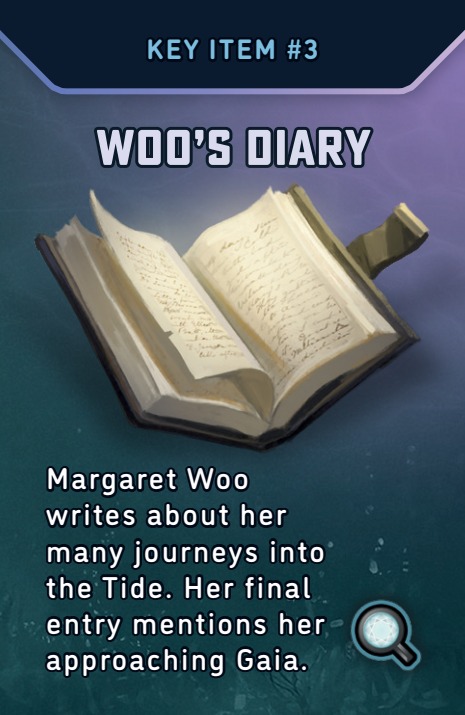 KEY ITEM #3
WOO'S DIARY
Margaret Woo
writes about her
many journeys into
the Tide. Her final
entry mentions her
approaching Gaia.